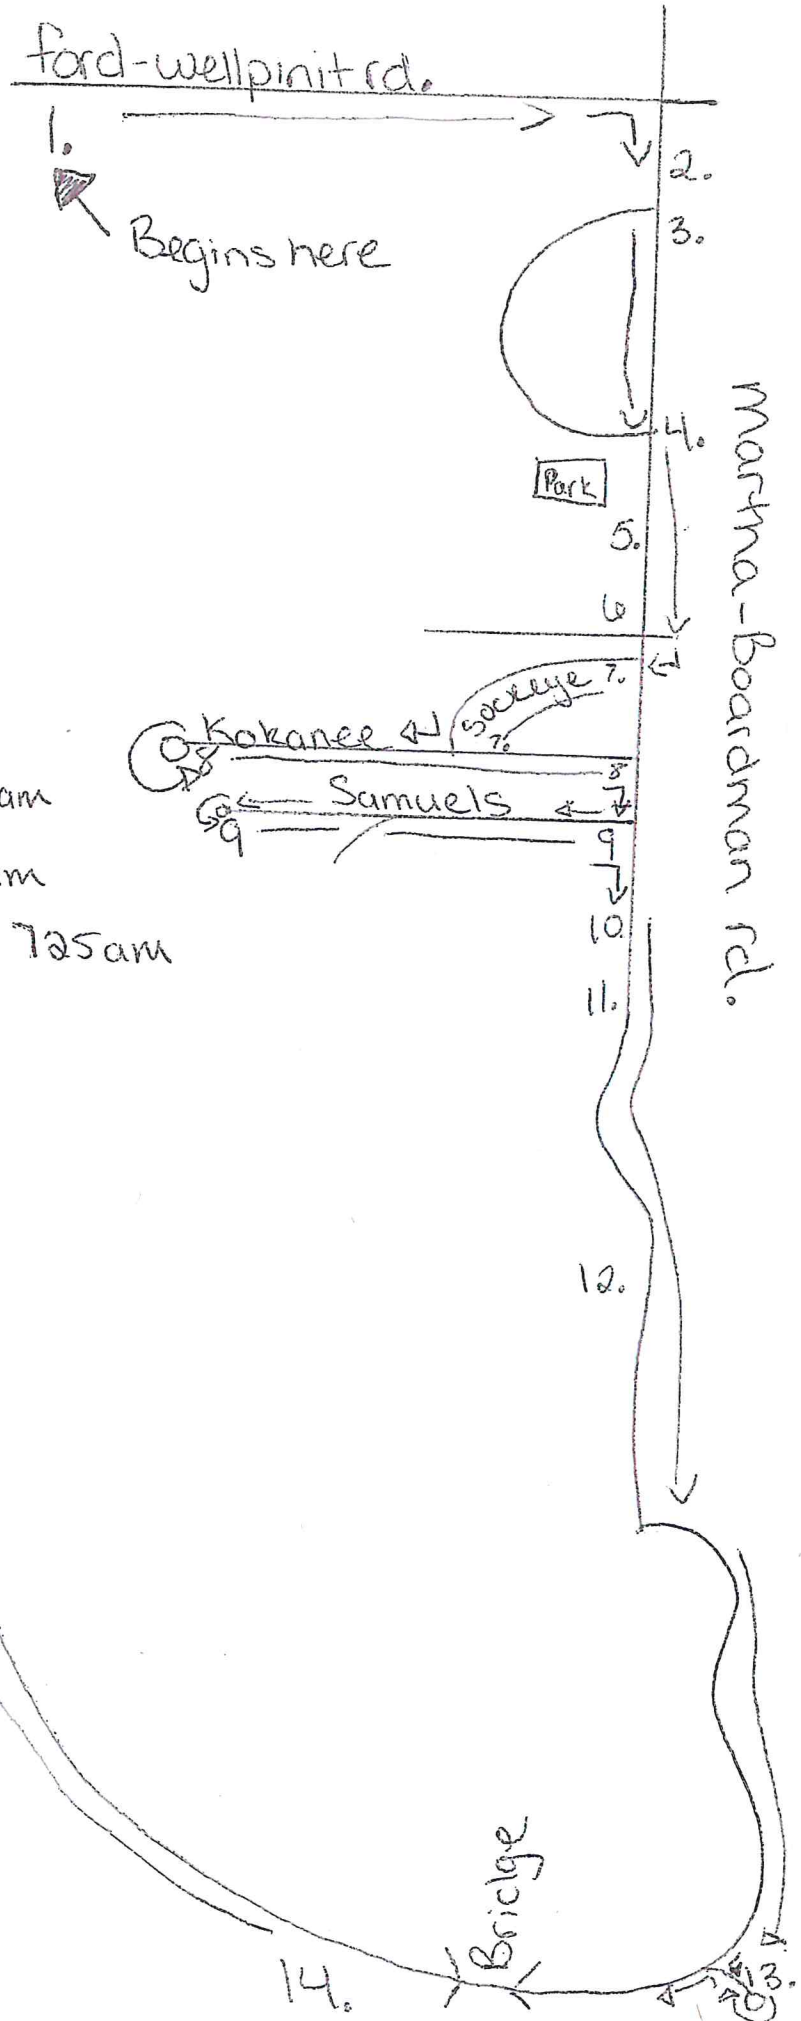 ford-wellpinit rd.
1.
2.
Begins here
3.
4.
Park
martha-Boardman rd.
5.
6
Sockeye 7.
7.
Kokanee
8
8
am
Samuels
9
9
m
10
725am
11.
12.
Bridge
13.
14.